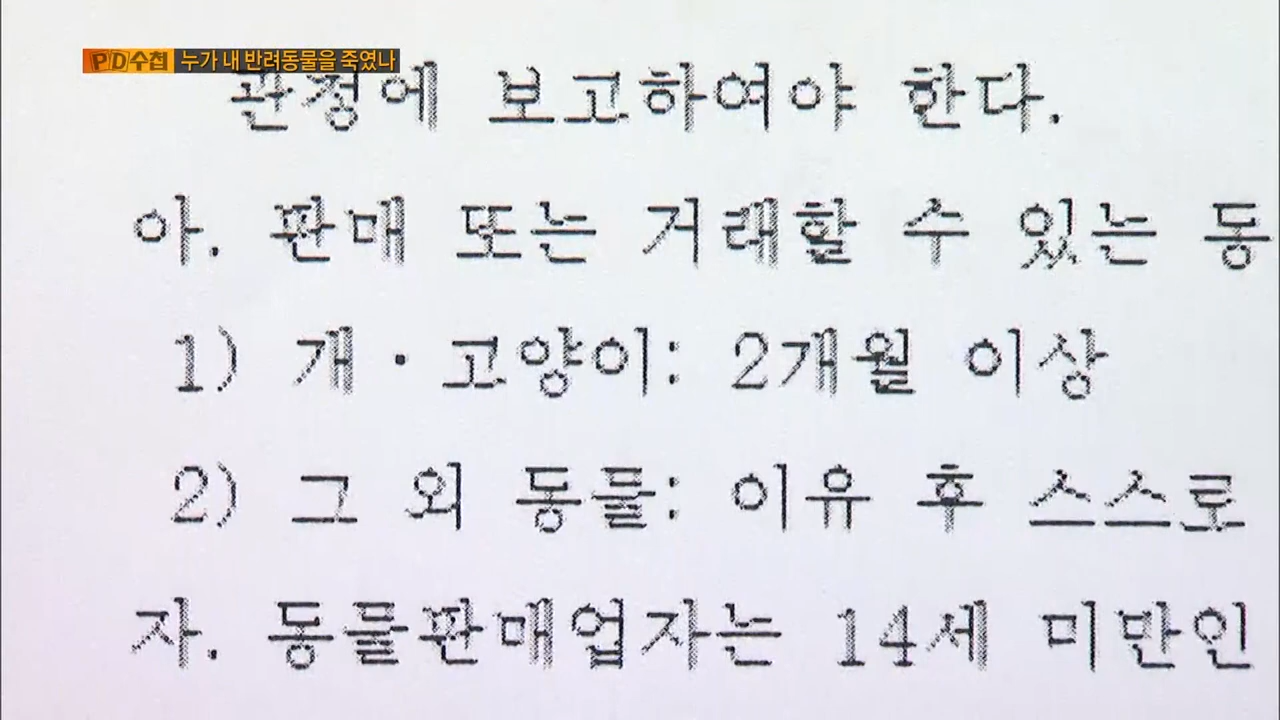 PD수첩 누가 내 반려동물을 죽였나
관청에 보고하여야 한다.
아. 판매 또는 거래할 수 있는 동
1) 개·고양이: 2개월 이상
2) 그 외 동물: 이유 후 스스로
자. 동물판매업자는 14세 미만인